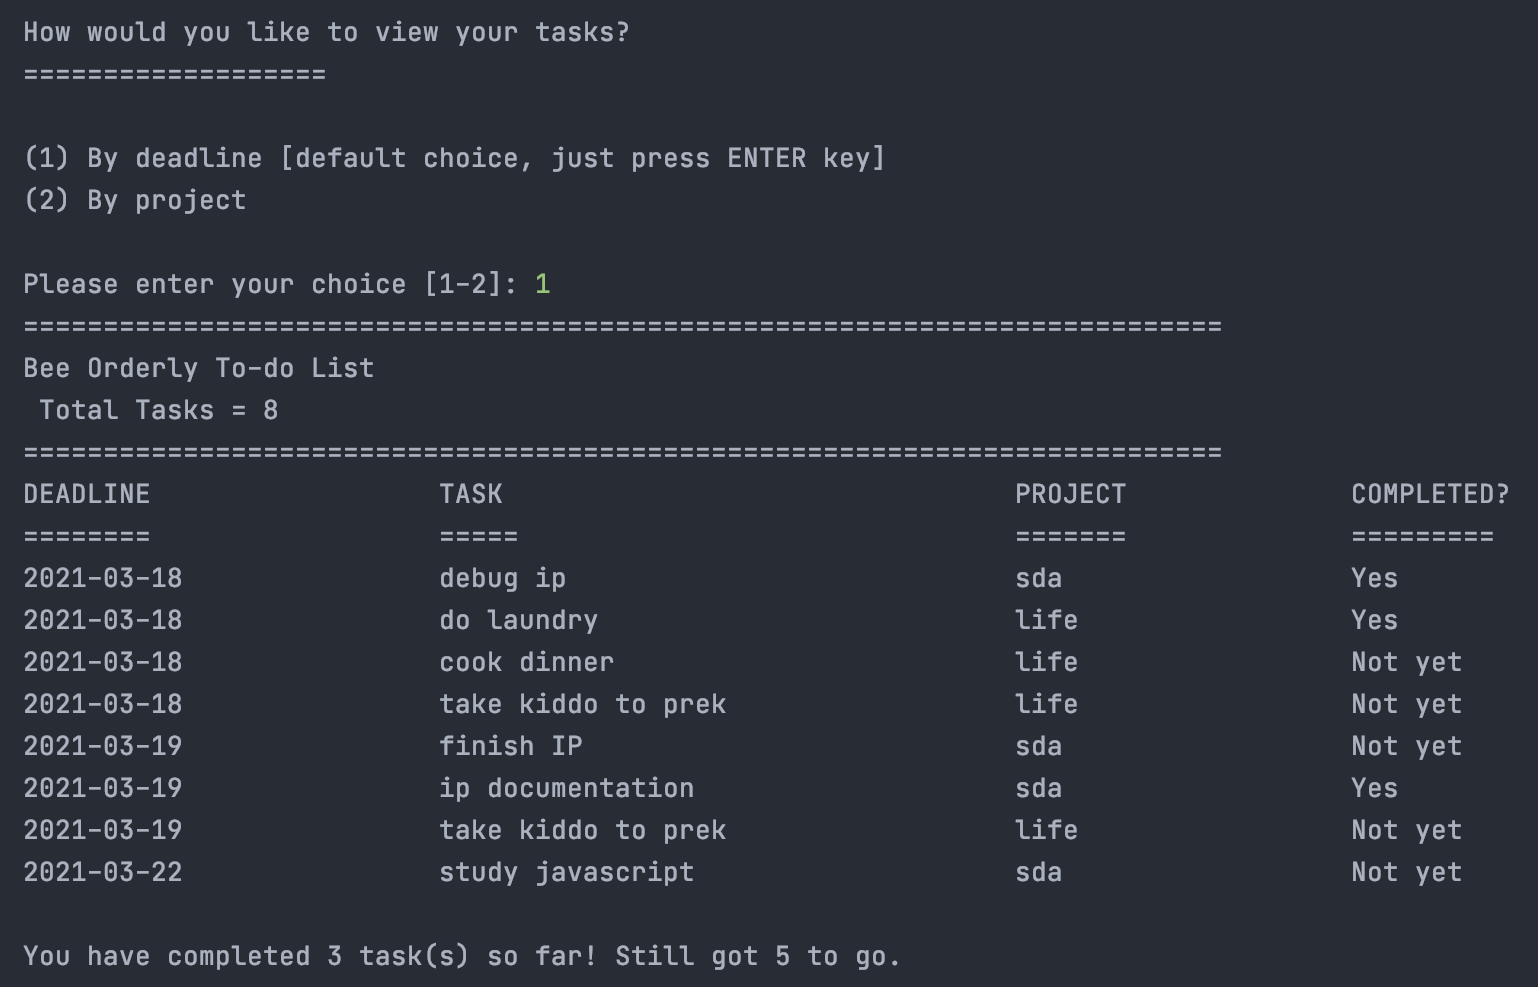 How would you like to view your tasks?
===================
(1) By deadline [default choice, just press ENTER key]
(2) By project
Please enter your choice [1-2]: 1
===========================================================================
Bee Orderly To-do List
 Total Tasks = 8
===========================================================================
DEADLINE                  TASK                                PROJECT              COMPLETED?
========                  =====                               =======              =========
2021-03-18                debug ip                            sda                  Yes
2021-03-18                do laundry                          life                 Yes
2021-03-18                cook dinner                         life                 Not yet
2021-03-18                take kiddo to prek                  life                 Not yet
2021-03-19                finish IP                           sda                  Not yet
2021-03-19                ip documentation                    sda                  Yes
2021-03-19                take kiddo to prek                  life                 Not yet
2021-03-22                study javascript                    sda                  Not yet
You have completed 3 task(s) so far! Still got 5 to go.